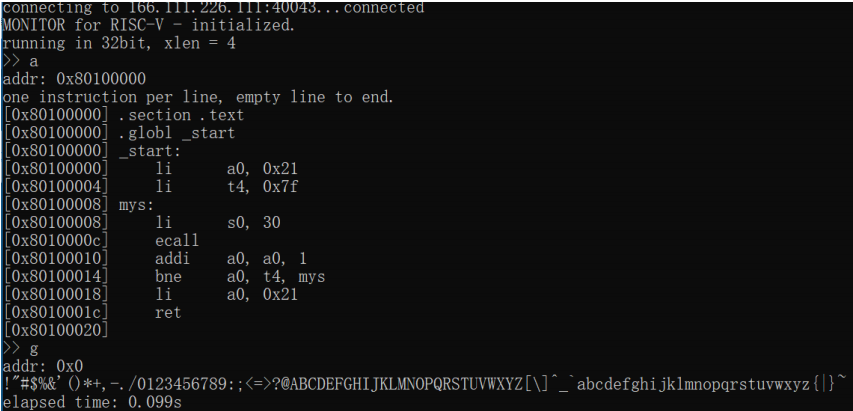 connecting to 166.111.226.111:40043...connected
MONITOR for RISC-V - initialized.
running in 32bit, xlen = 4
>> a
addr: 0x80100000
one instruction per line, empty line to end.
[0x80100000] .section .text
[0x80100000] .globl _start
[0x80100000] _start:
[0x80100000]     li      a0, 0x21
[0x80100004]     li      t4, 0x7f
[0x80100008] mys:
[0x80100008]     li      s0, 30
[0x8010000c]     ecall
[0x80100010]     addi    a0, a0, 1
[0x80100014]     bne     a0, t4, mys
[0x80100018]     li      a0, 0x21
[0x8010001c]     ret
[0x80100020]
>> g
addr: 0x0
!"#$%&'()*+,-./0123456789:;<=>?@ABCDEFGHIJKLMNOPQRSTUVWXYZ[\]^_`abcdefghijklmnopqrstuvwxyz{|}~
elapsed time: 0.099s